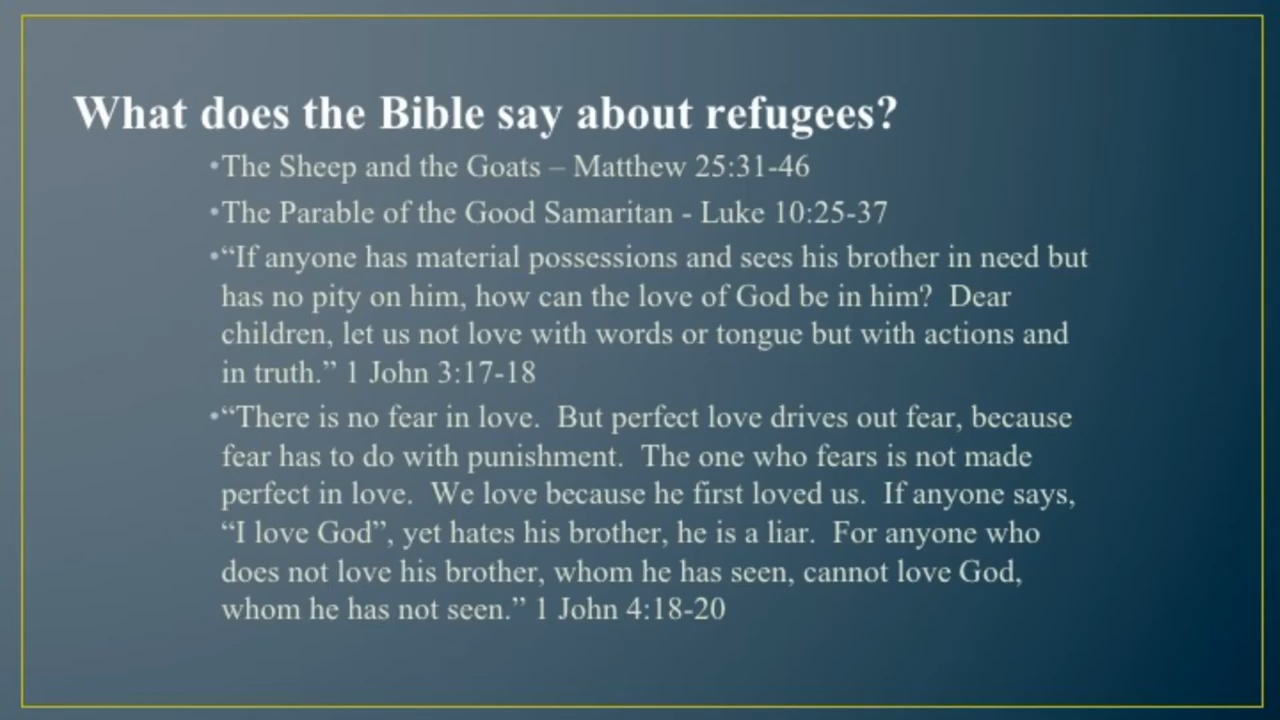 What does the Bible say about refugees?
•The Sheep and the Goats – Matthew 25:31-46
•The Parable of the Good Samaritan - Luke 10:25-37
•“If anyone has material possessions and sees his brother in need but
has no pity on him, how can the love of God be in him?  Dear
children, let us not love with words or tongue but with actions and
in truth.” 1 John 3:17-18
•“There is no fear in love.  But perfect love drives out fear, because
fear has to do with punishment.  The one who fears is not made
perfect in love.  We love because he first loved us.  If anyone says,
“I love God”, yet hates his brother, he is a liar.  For anyone who
does not love his brother, whom he has seen, cannot love God,
whom he has not seen.” 1 John 4:18-20